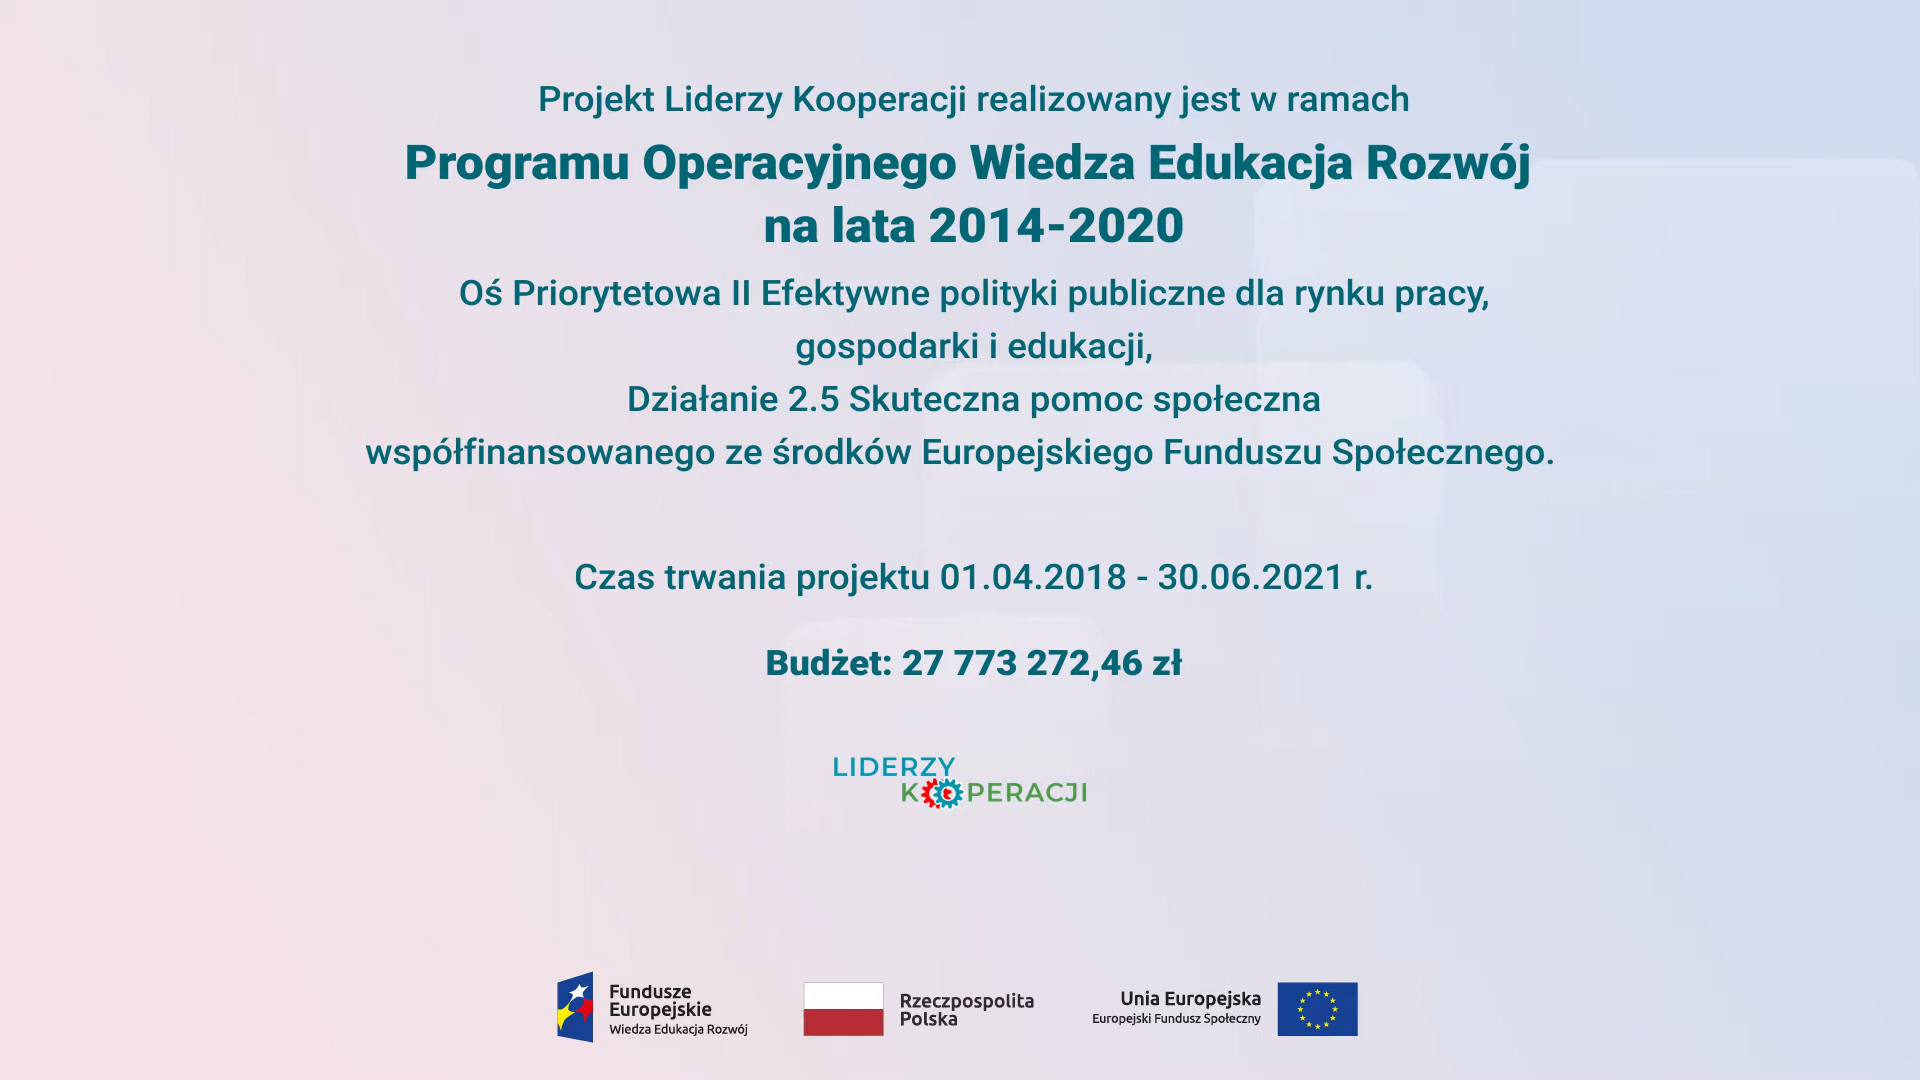 Projekt Liderzy Kooperacji realizowany jest w ramach
Programu Operacyjnego Wiedza Edukacja Rozwój
na lata 2014-2020
Oś Priorytetowa II Efektywne polityki publiczne dla rynku pracy,
gospodarki i edukacji,
Działanie 2.5 Skuteczna pomoc społeczna
współfinansowanego ze środków Europejskiego Funduszu Społecznego.
Czas trwania projektu 01.04.2018 - 30.06.2021 r.
Budżet: 27 773 272,46 zł
LIDERZY
KOOPERACJI
Fundusze
Europejskie
Wiedza Edukacja Rozwój
Rzeczpospolita
Polska
Unia Europejska
Europejski Fundusz Społeczny